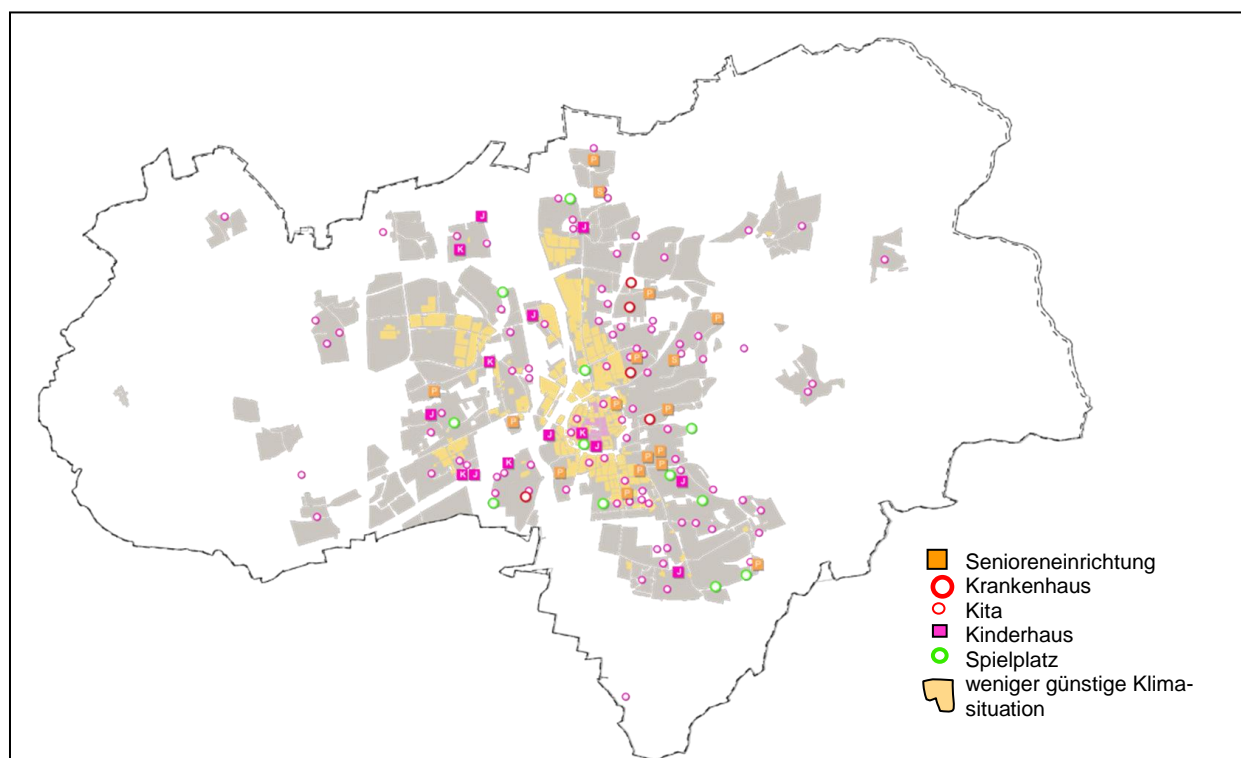 P
S
J
J
K
P
J
P
P
K
P
P
P
J
P
K
J
J
P
P
K
P
P
P
K J
J
P
P
J
Senioreneinrichtung
Krankenhaus
Kita
Kinderhaus
Spielplatz
weniger günstige Klima-
situation